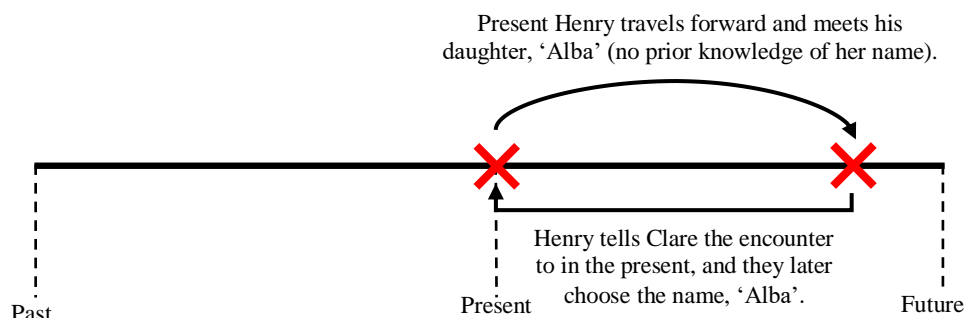 Present Henry travels forward and meets his
daughter, ‘Alba’ (no prior knowledge of her name).
Henry tells Clare the encounter
to in the present, and they later
choose the name, ‘Alba’.
Past
Present
Future